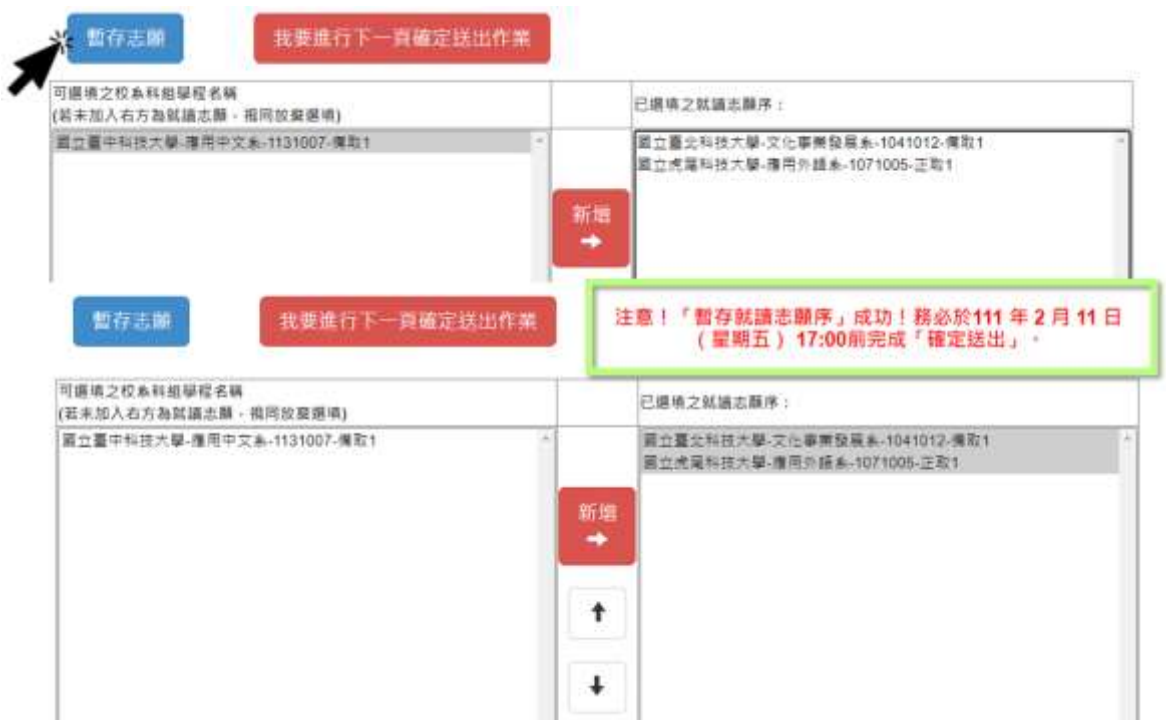 暫存志願
我要進行下一頁確定送出作業
可選填之校系科組學程名稱
(若未加入右方為就讀志願，視同放棄選填)
已選填之就讀志願序：
國立臺中科技大學-應用中文系-1131007-備取1
國立臺北科技大學-文化事業發展系-1041012-備取1
國立虎尾科技大學-應用外語系-1071005-正取1
新增
暫存志願
我要進行下一頁確定送出作業
注意！「暫存就讀志願序」成功！務必於111 年 2 月 11 日
（星期五）17:00前完成「確定送出」。
可選填之校系科組學程名稱
(若未加入右方為就讀志願，視同放棄選填)
已選填之就讀志願序：
國立臺中科技大學-應用中文系-1131007-備取1
國立臺北科技大學-文化事業發展系-1041012-備取1
國立虎尾科技大學-應用外語系-1071005-正取1
新增